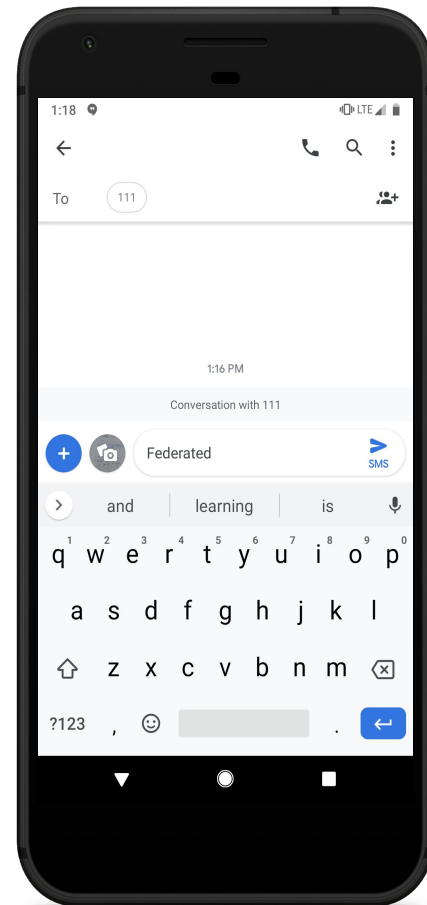 1:18 LTE
To 111
1:16 PM
Conversation with 111
Federated
SMS
and learning is
1 2 3 4 5 6 7 8 9 0
q w e r t y u i o p
a s d f g h j k l
z x c v b n m
?123 , .